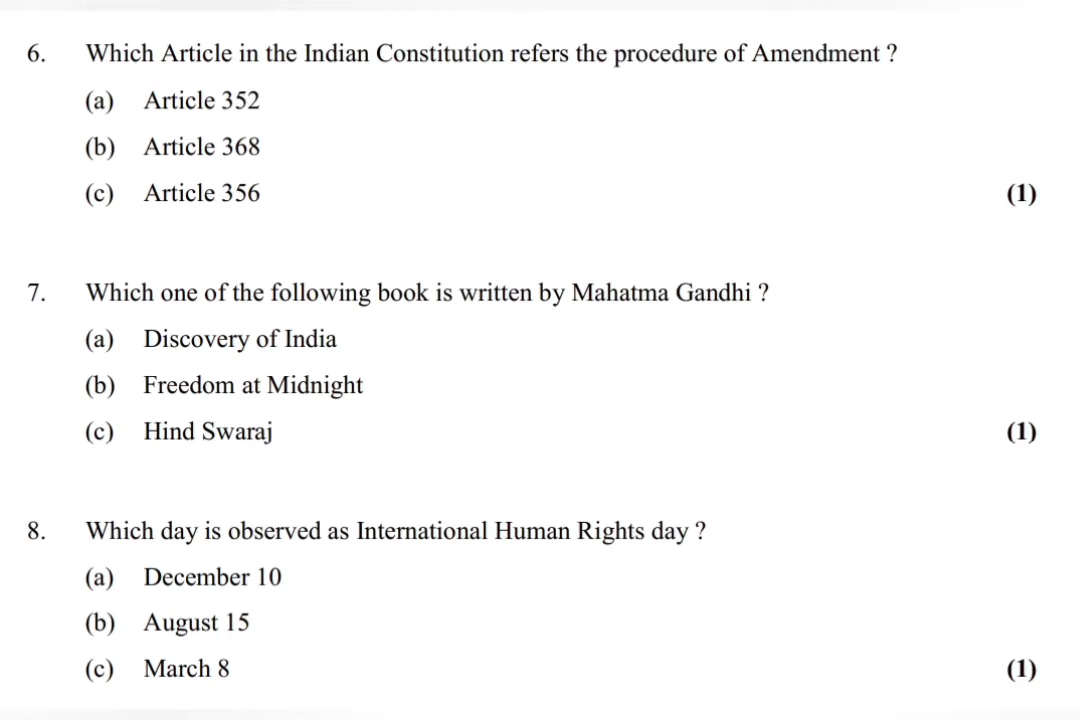 6. Which Article in the Indian Constitution refers the procedure of Amendment ?
(a) Article 352
(b) Article 368
(c) Article 356 (1)
7. Which one of the following book is written by Mahatma Gandhi ?
(a) Discovery of India
(b) Freedom at Midnight
(c) Hind Swaraj (1)
8. Which day is observed as International Human Rights day ?
(a) December 10
(b) August 15
(c) March 8 (1)